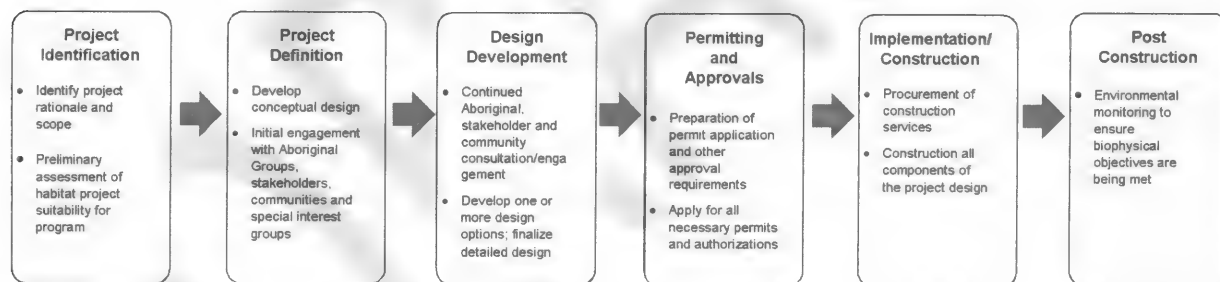 Project
Identification
• Identify project
rationale and
scope
• Preliminary
assessment of
habitat project
suitability for
program
Project
Definition
• Develop
conceptual design
• Initial engagement
with Aboriginal
Groups,
stakeholders,
communities and
special interest
groups
Design
Development
• Continued
Aboriginal,
stakeholder and
community
consultation/enga
gement
• Develop one or
more design
options; finalize
detailed design
Permitting
and
Approvals
• Preparation of
permit application
and other
approval
requirements
• Apply for all
necessary permits
and authorizations
Implementation/
Construction
• Procurement of
construction
services
• Construction all
components of
the project design
Post
Construction
• Environmental
monitoring to
ensure
biophysical
objectives are
being met